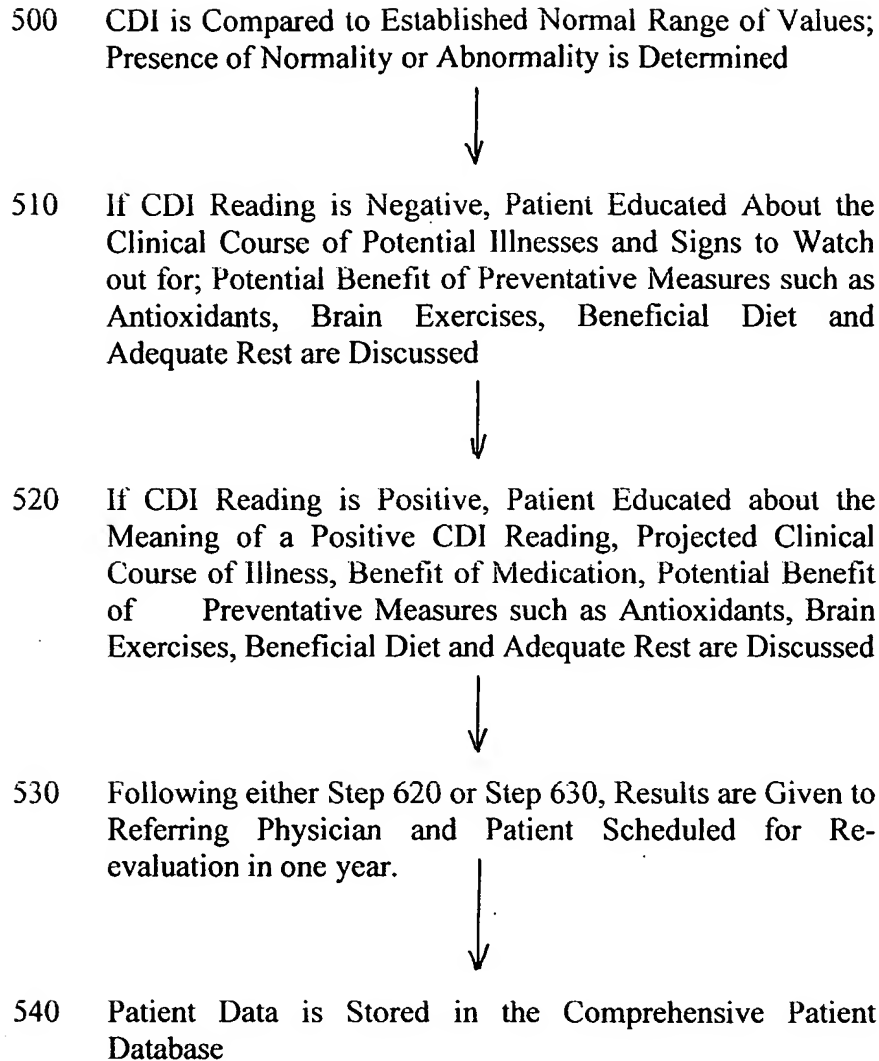 500 CDI is Compared to Established Normal Range of Values;
Presence of Normality or Abnormality is Determined
510 If CDI Reading is Negative, Patient Educated About the
Clinical Course of Potential Illnesses and Signs to Watch
out for; Potential Benefit of Preventative Measures such as
Antioxidants, Brain Exercises, Beneficial Diet and
Adequate Rest are Discussed
520 If CDI Reading is Positive, Patient Educated about the
Meaning of a Positive CDI Reading, Projected Clinical
Course of Illness, Benefit of Medication, Potential Benefit
of Preventative Measures such as Antioxidants, Brain
Exercises, Beneficial Diet and Adequate Rest are Discussed
530 Following either Step 620 or Step 630, Results are Given to
Referring Physician and Patient Scheduled for Re-
evaluation in one year.
540 Patient Data is Stored in the Comprehensive Patient
Database